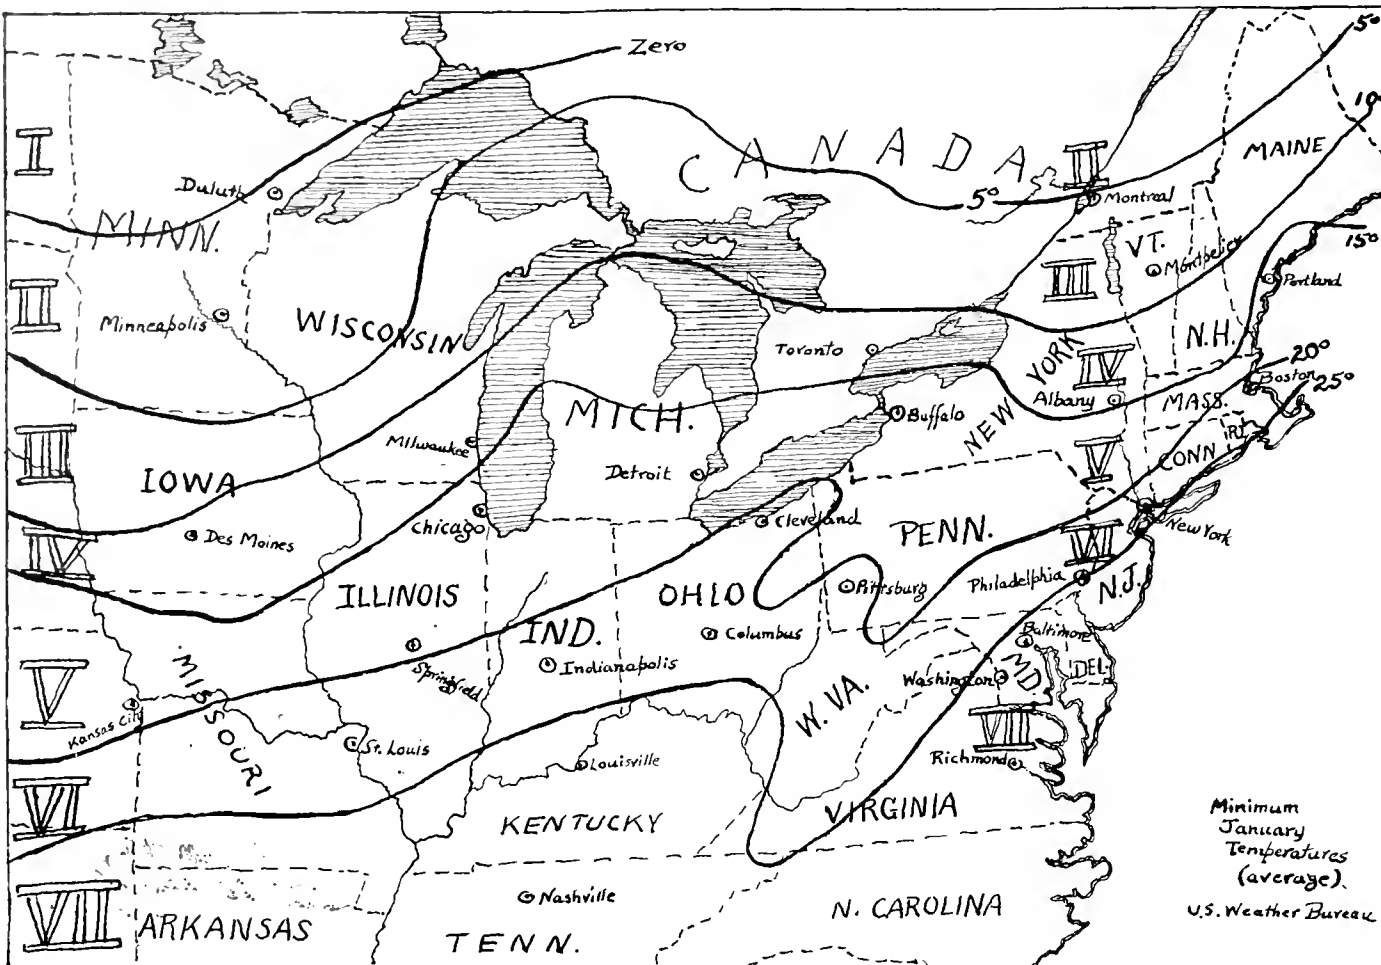 Zero
5°
10°
CANADA
MAINE
I
II
Duluth
5°
Montreal
MINN.
VT.
Montpelier
15°
III
III
Portland
Minneapolis
WISCONSIN
Toronto
NEW YORK
IV
N.H.
20°
Boston
25°
MICH.
Buffalo
Albany
MASS.
R.I.
Milwaukee
CONN
V
IIII
IOWA
Detroit
Chicago
Cleveland
PENN.
New York
Des Moines
IV
VI
Philadelphia
N.J.
ILLINOIS
OHIO
Pittsburg
IND.
Columbus
Baltimore
MISSOURI
Springfield
Indianapolis
W. VA.
Washington
MD.
DEL.
V
Kansas City
St. Louis
Louisville
VII
Richmond
VI
KENTUCKY
VIRGINIA
Minimum
January
Temperatures
(average).
U.S. Weather Bureau
VII
ARKANSAS
Nashville
TENN.
N. CAROLINA